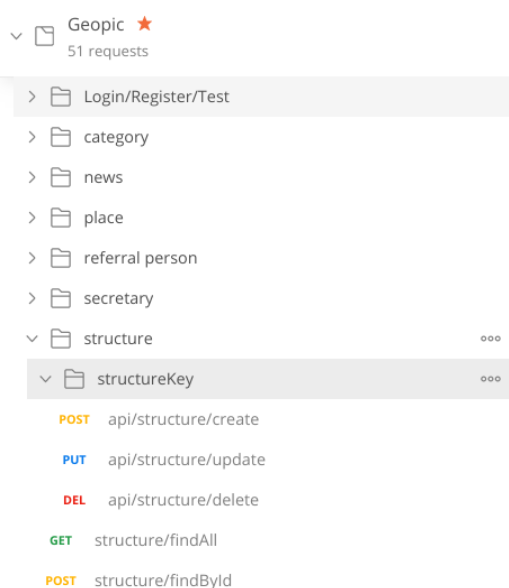 Geopic
51 requests
Login/Register/Test
category
news
place
referral person
secretary
structure
structureKey
POST api/structure/create
PUT api/structure/update
DEL api/structure/delete
GET structure/findAll
POST structure/findById